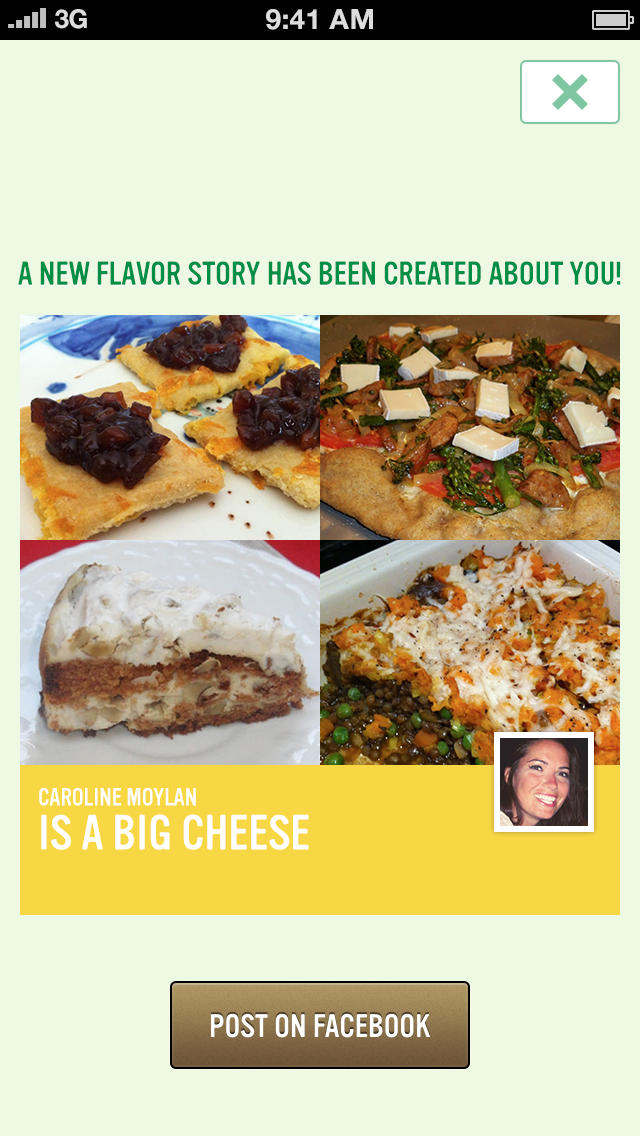 3G 9:41 AM
A NEW FLAVOR STORY HAS BEEN CREATED ABOUT YOU!
CAROLINE MOYLAN
IS A BIG CHEESE
POST ON FACEBOOK